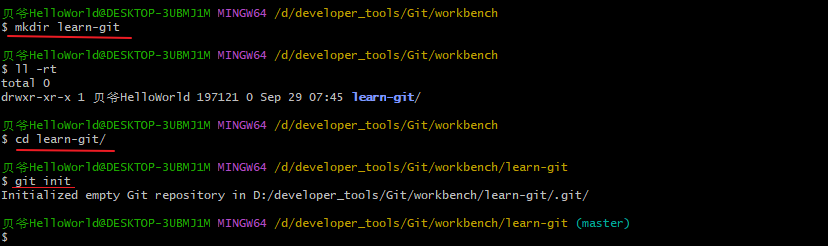 贝爷HelloWorld@DESKTOP-3UBMJ1M MINGW64 /d/developer_tools/Git/workbench
$ mkdir learn-git
贝爷HelloWorld@DESKTOP-3UBMJ1M MINGW64 /d/developer_tools/Git/workbench
$ ll -rt
total 0
drwxr-xr-x 1 贝爷HelloWorld 197121 0 Sep 29 07:45 learn-git/
贝爷HelloWorld@DESKTOP-3UBMJ1M MINGW64 /d/developer_tools/Git/workbench
$ cd learn-git/
贝爷HelloWorld@DESKTOP-3UBMJ1M MINGW64 /d/developer_tools/Git/workbench/learn-git
$ git init
Initialized empty Git repository in D:/developer_tools/Git/workbench/learn-git/.git/
贝爷HelloWorld@DESKTOP-3UBMJ1M MINGW64 /d/developer_tools/Git/workbench/learn-git (master)
$